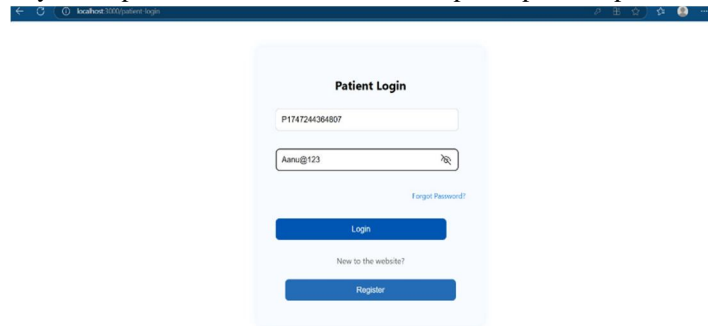 localhost:3000/patient-login
Patient Login
P1747244364807
Aanu@123
Forgot Password?
Login
New to the website?
Register